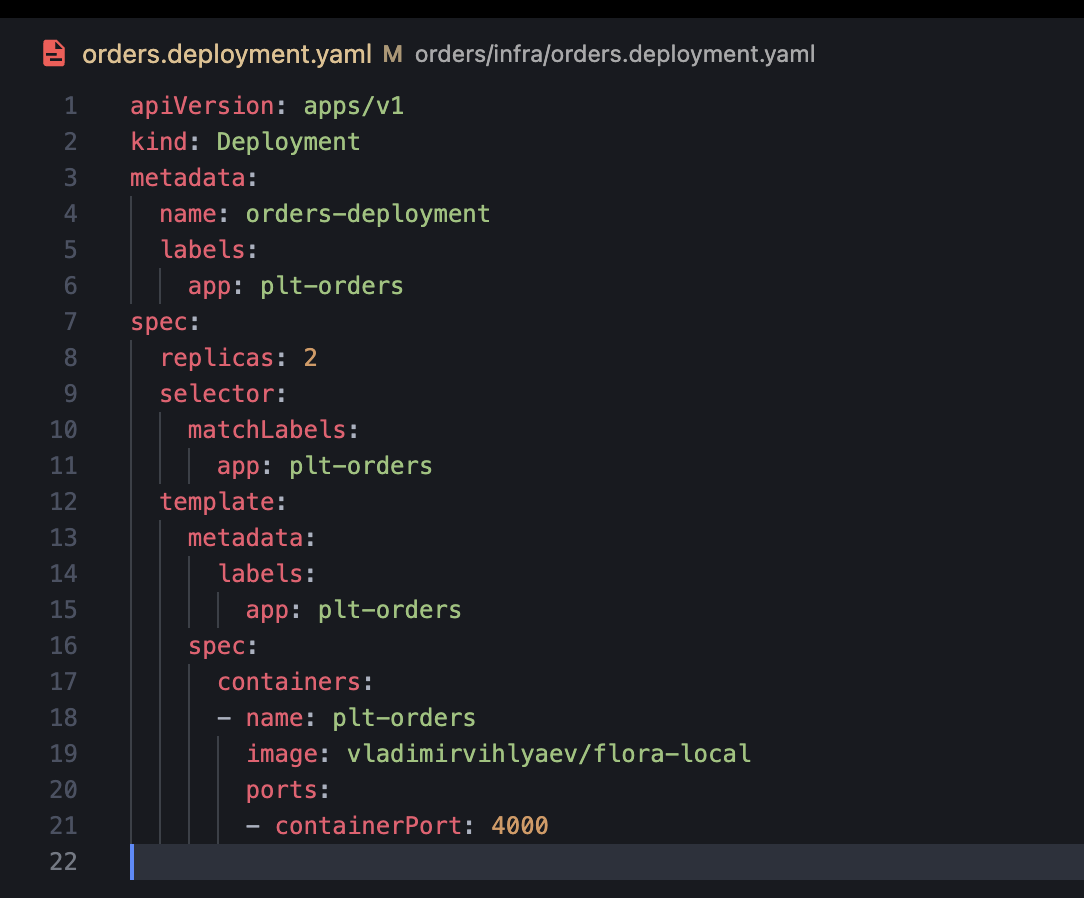 orders.deployment.yaml M orders/infra/orders.deployment.yaml
1 apiVersion: apps/v1
2 kind: Deployment
3 metadata:
4   name: orders-deployment
5   labels:
6     app: plt-orders
7 spec:
8   replicas: 2
9   selector:
10     matchLabels:
11       app: plt-orders
12   template:
13     metadata:
14       labels:
15         app: plt-orders
16     spec:
17       containers:
18       - name: plt-orders
19         image: vladimirvihlyaev/flora-local
20         ports:
21         - containerPort: 4000
22